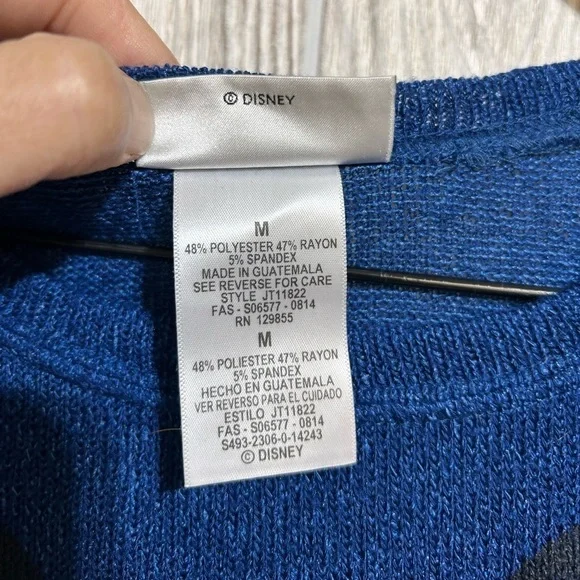 © DISNEY
M
48% POLYESTER 47% RAYON
5% SPANDEX
MADE IN GUATEMALA
SEE REVERSE FOR CARE
STYLE JT11822
FAS - S06577 - 0814
RN 129855
M
48% POLIESTER 47% RAYON
5% SPANDEX
HECHO EN GUATEMALA
VER REVERSO PARA EL CUIDADO
ESTILO JT11822
FAS - S06577 - 0814
S493-2306-0-14243
© DISNEY